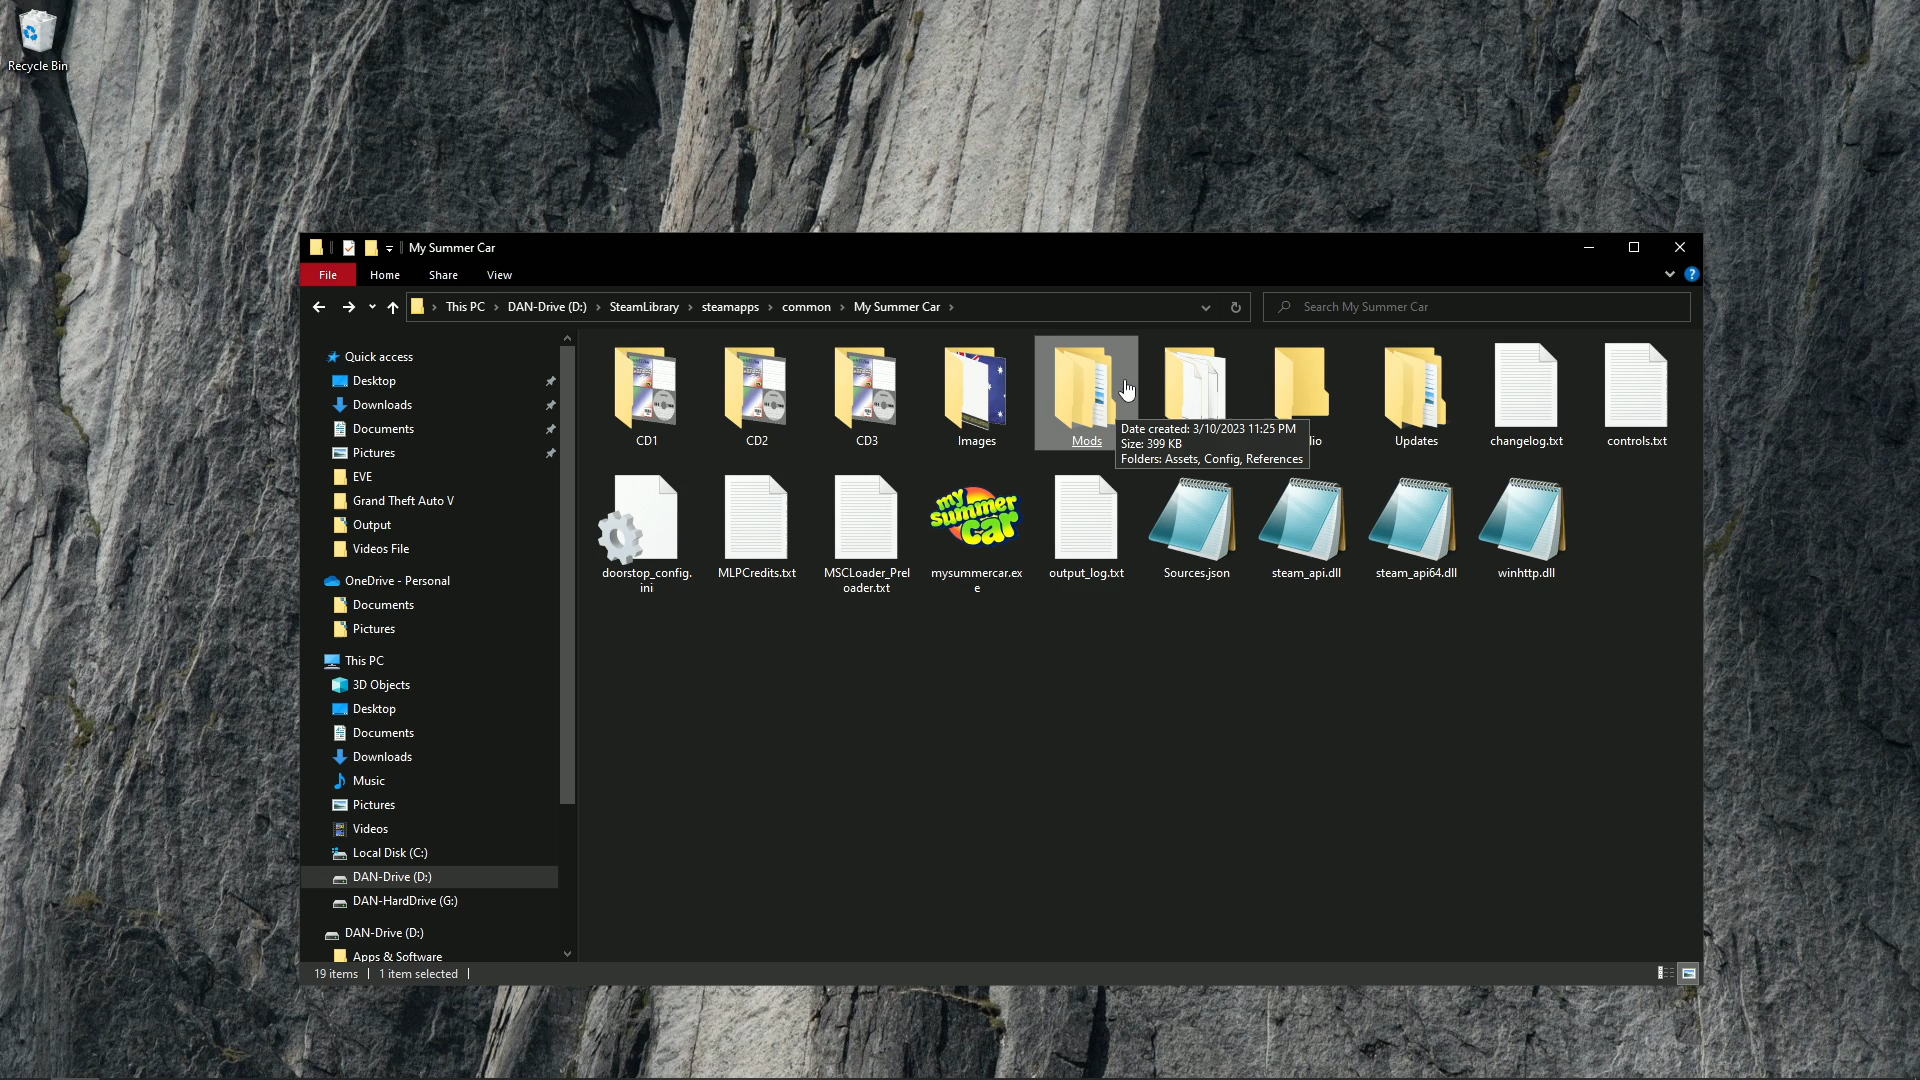 Recycle Bin
My Summer Car
File
Home
Share
View
This PC
DAN-Drive (D:)
SteamLibrary
steamapps
common
My Summer Car
Search My Summer Car
Quick access
Desktop
Downloads
Documents
Pictures
EVE
Grand Theft Auto V
Output
Videos File
OneDrive - Personal
Documents
Pictures
This PC
3D Objects
Desktop
Documents
Downloads
Music
Pictures
Videos
Local Disk (C:)
DAN-Drive (D:)
DAN-HardDrive (G:)
DAN-Drive (D:)
Apps & Software
CD1
CD2
CD3
Images
Mods
Updates
changelog.txt
controls.txt
Date created: 3/10/2023 11:25 PM
Size: 399 KB
Folders: Assets, Config, References
my
summer
car
doorstop_config.
ini
MLPCredits.txt
MSCLoader_Prel
oader.txt
mysummercar.ex
e
output_log.txt
Sources.json
steam_api.dll
steam_api64.dll
winhttp.dll
19 items
1 item selected